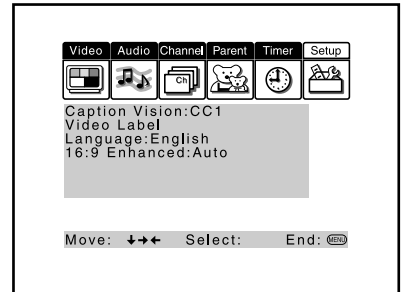 Video Audio Channel Parent Timer Setup
Ch
Caption Vision:CC1
Video Label
Language:English
16:9 Enhanced:Auto
Move: ↓→← Select: End: MENU